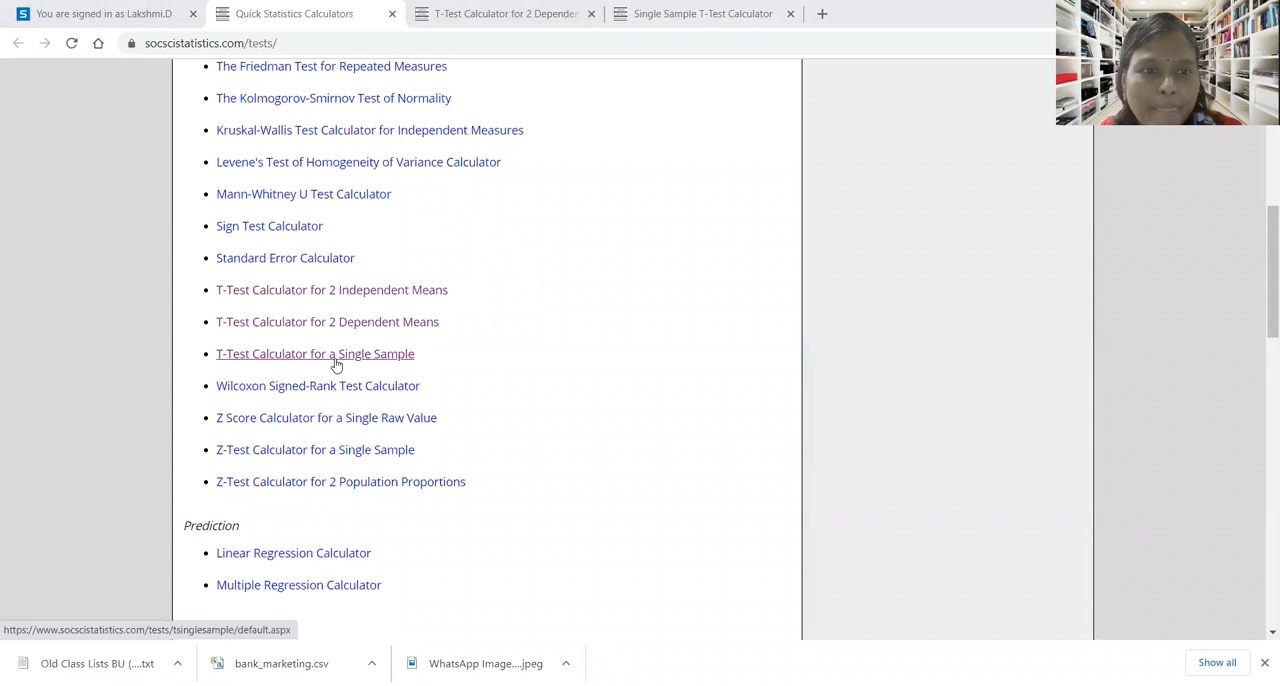 You are signed in as Lakshmi.D
Quick Statistics Calculators
T-Test Calculator for 2 Depender
Single Sample T-Test Calculator
socscistatistics.com/tests/
The Friedman Test for Repeated Measures
The Kolmogorov-Smirnov Test of Normality
Kruskal-Wallis Test Calculator for Independent Measures
Levene's Test of Homogeneity of Variance Calculator
Mann-Whitney U Test Calculator
Sign Test Calculator
Standard Error Calculator
T-Test Calculator for 2 Independent Means
T-Test Calculator for 2 Dependent Means
T-Test Calculator for a Single Sample
Wilcoxon Signed-Rank Test Calculator
Z Score Calculator for a Single Raw Value
Z-Test Calculator for a Single Sample
Z-Test Calculator for 2 Population Proportions
Prediction
Linear Regression Calculator
Multiple Regression Calculator
https://www.socscistatistics.com/tests/tsinglesample/default.aspx
Old Class Lists BU (....txt
bank_marketing.csv
WhatsApp Image....jpeg
Show all